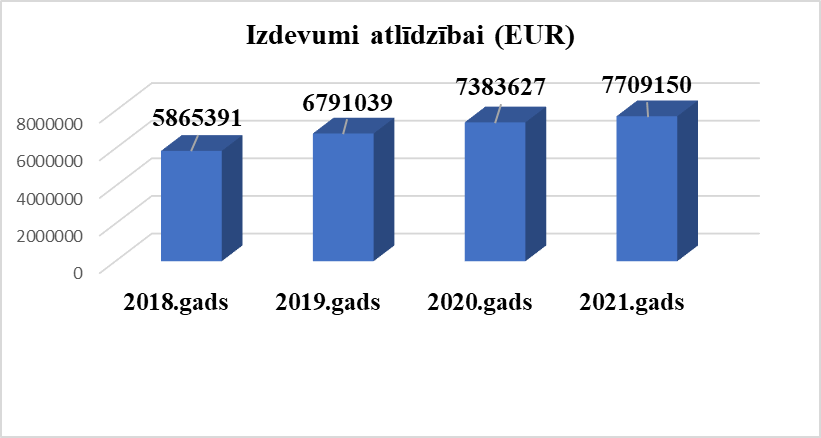 Izdevumi atlīdzībai (EUR)
7709150
7383627
6791039
5865391
8000000
6000000
4000000
2000000
0
2018.gads
2019.gads
2020.gads
2021.gads